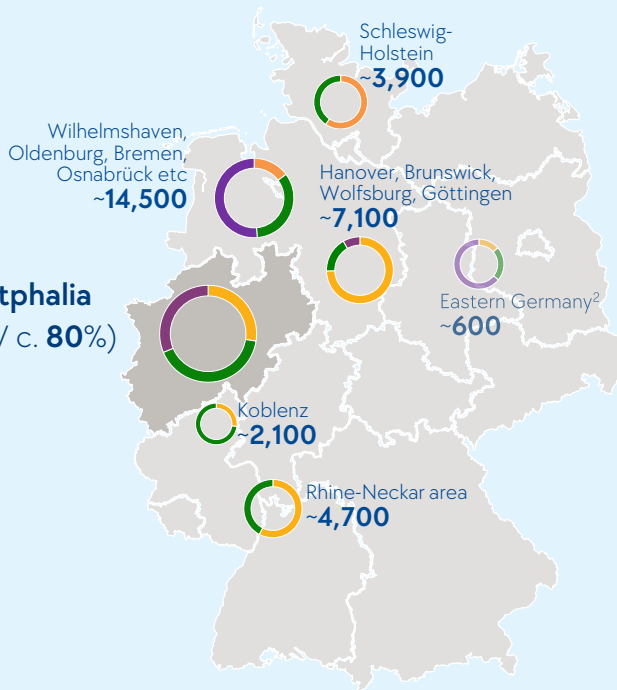 Schleswig-
Holstein
~3,900
Wilhelmshaven,
Oldenburg, Bremen,
Osnabrück etc
~14,500
Hanover, Brunswick,
Wolfsburg, Göttingen
~7,100
Eastern Germany²
~600
tphalia
/ c. 80%)
Koblenz
~2,100
Rhine-Neckar area
~4,700